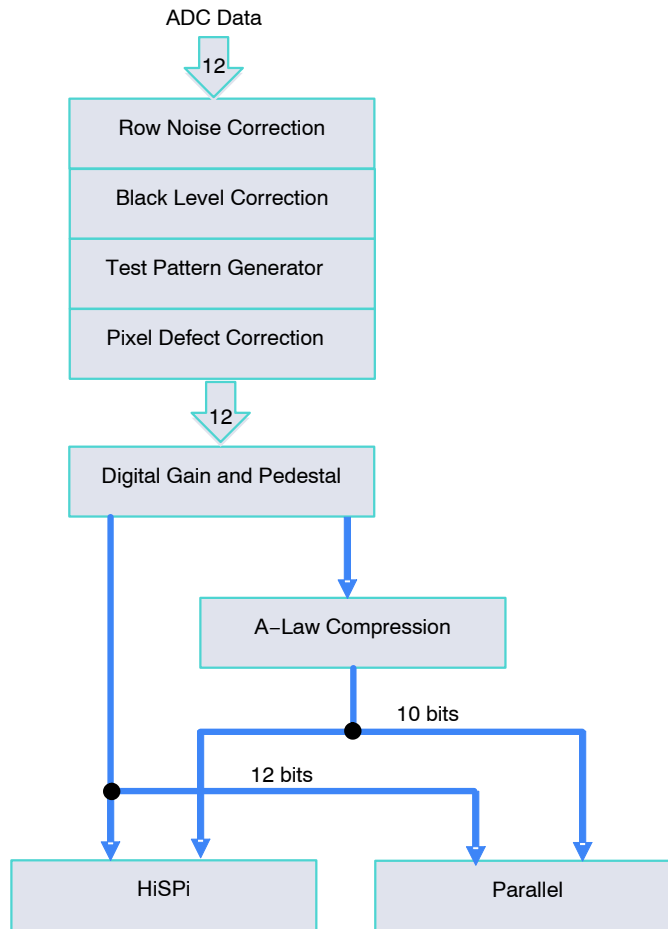 ADC Data
12
Row Noise Correction
Black Level Correction
Test Pattern Generator
Pixel Defect Correction
12
Digital Gain and Pedestal
A−Law Compression
10 bits
12 bits
HiSPi
Parallel